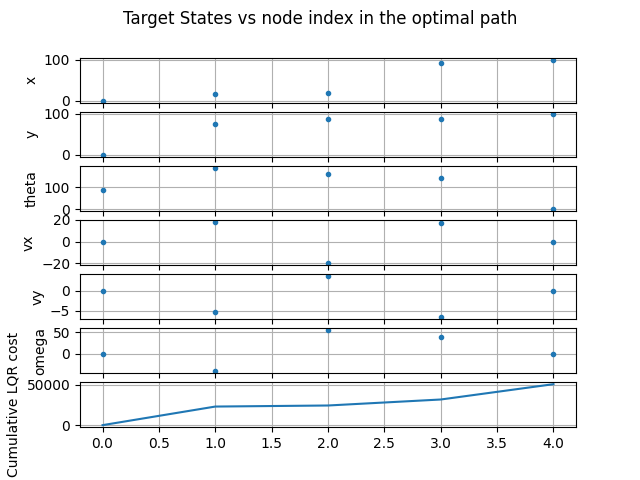 Target States vs node index in the optimal path
100
0
x
100
0
y
100
0
theta
20
0
−20
vx
0
−5
vy
50
0
omega
50000
0
Cumulative LQR cost
0.0 0.5 1.0 1.5 2.0 2.5 3.0 3.5 4.0